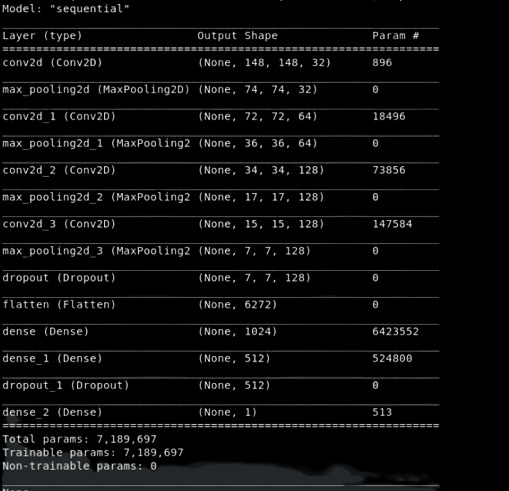 Model: "sequential"
Layer (type) Output Shape Param #
conv2d (Conv2D) (None, 148, 148, 32) 896
max_pooling2d (MaxPooling2D) (None, 74, 74, 32) 0
conv2d_1 (Conv2D) (None, 72, 72, 64) 18496
max_pooling2d_1 (MaxPooling2 (None, 36, 36, 64) 0
conv2d_2 (Conv2D) (None, 34, 34, 128) 73856
max_pooling2d_2 (MaxPooling2 (None, 17, 17, 128) 0
conv2d_3 (Conv2D) (None, 15, 15, 128) 147584
max_pooling2d_3 (MaxPooling2 (None, 7, 7, 128) 0
dropout (Dropout) (None, 7, 7, 128) 0
flatten (Flatten) (None, 6272) 0
dense (Dense) (None, 1024) 6423552
dense_1 (Dense) (None, 512) 524800
dropout_1 (Dropout) (None, 512) 0
dense_2 (Dense) (None, 1) 513
Total params: 7,189,697
Trainable params: 7,189,697
Non-trainable params: 0